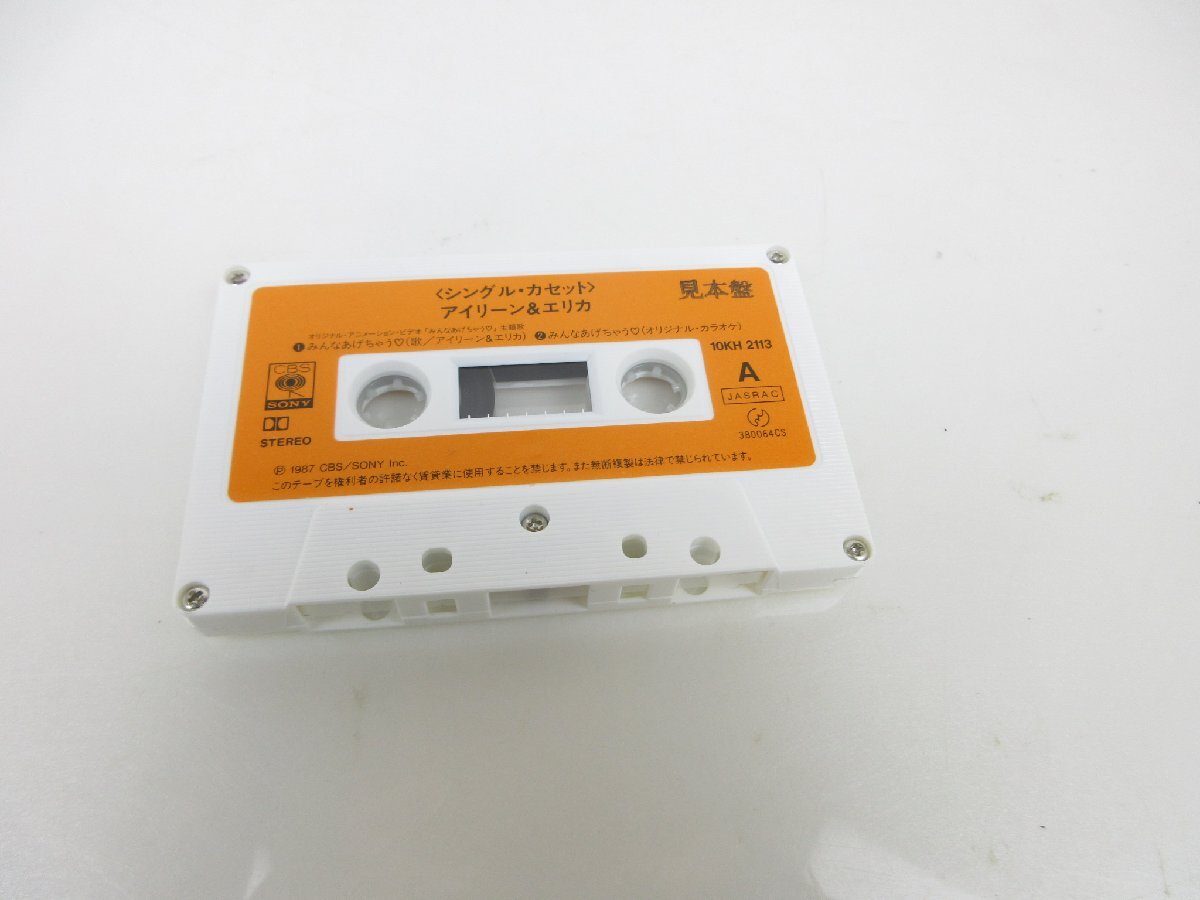 〈シングル・カセット〉
見本盤
アイリーン&エリカ
オリジナル・アニメーション・ビデオ「みんなあげちゃう♡」主題歌
❶みんなあげちゃう♡(歌/アイリーン&エリカ) ❷みんなあげちゃう♡(オリジナル・カラオケ)
10KH 2113
A
JASRAC
380064CS
CBS
SONY
STEREO
Ⓟ 1987 CBS/SONY Inc.
このテープを権利者の許諾なく賃貸業に使用することを禁じます。また無断複製は法律で禁じられています。